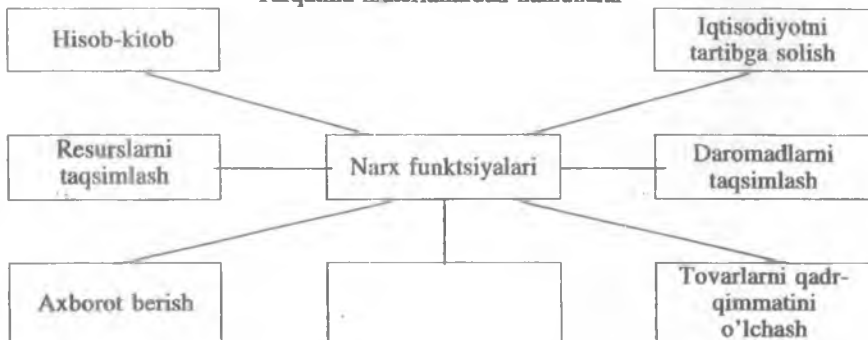 Hisob-kitob
Iqtisodiyotni
tartibga solish
Resurslarni
taqsimlash
Narx funktsiyalari
Daromadlarni
taqsimlash
Axborot berish
Tovarlarni qadr-
qimmatini
o'lchash